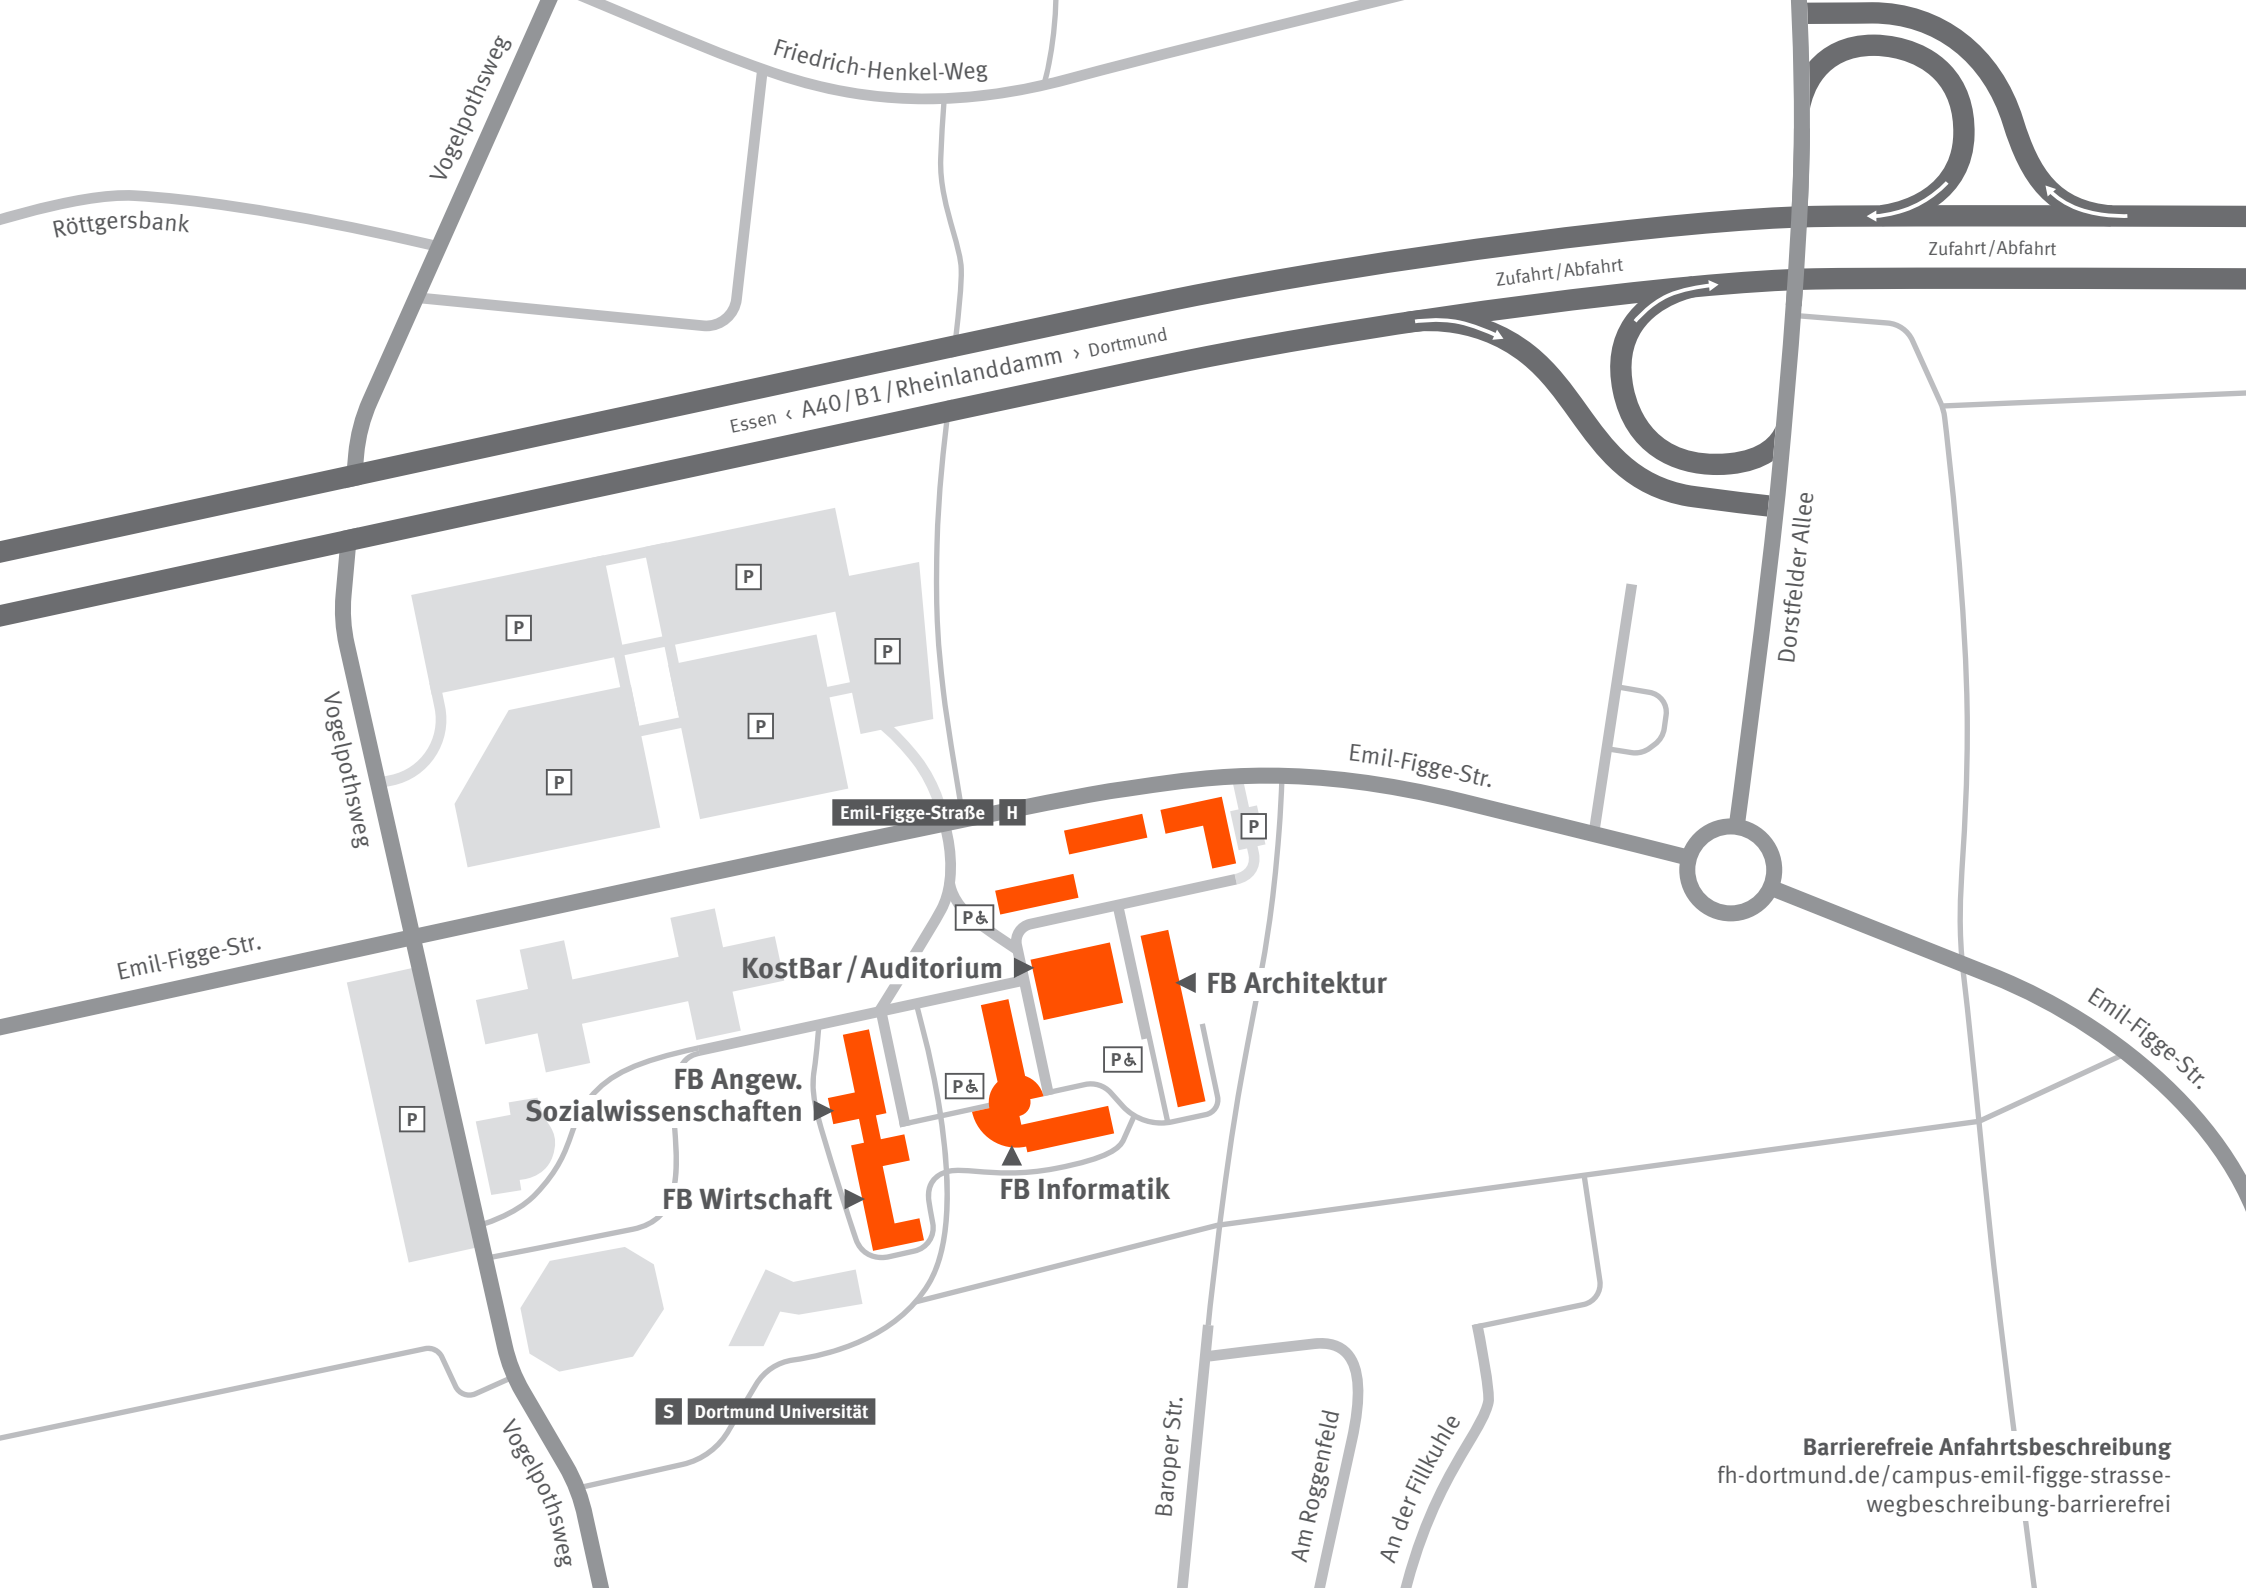 Friedrich-Henkel-Weg
Vogelpothsweg
Röttgersbank
Zufahrt/Abfahrt
Zufahrt/Abfahrt
Essen ‹ A40/B1/Rheinlanddamm › Dortmund
Dorstfelder Allee
P
P
P
P
P
Vogelpothsweg
Emil-Figge-Str.
Emil-Figge-Straße H
P
P♿
Emil-Figge-Str.
KostBar/Auditorium
FB Architektur
Emil-Figge-Str.
P♿
P♿
FB Angew.
Sozialwissenschaften
P
FB Wirtschaft
FB Informatik
S Dortmund Universität
Vogelpothsweg
Baroper Str.
Am Roggenfeld
An der Fillkuhle
Barrierefreie Anfahrtsbeschreibung
fh-dortmund.de/campus-emil-figge-strasse-
wegbeschreibung-barrierefrei